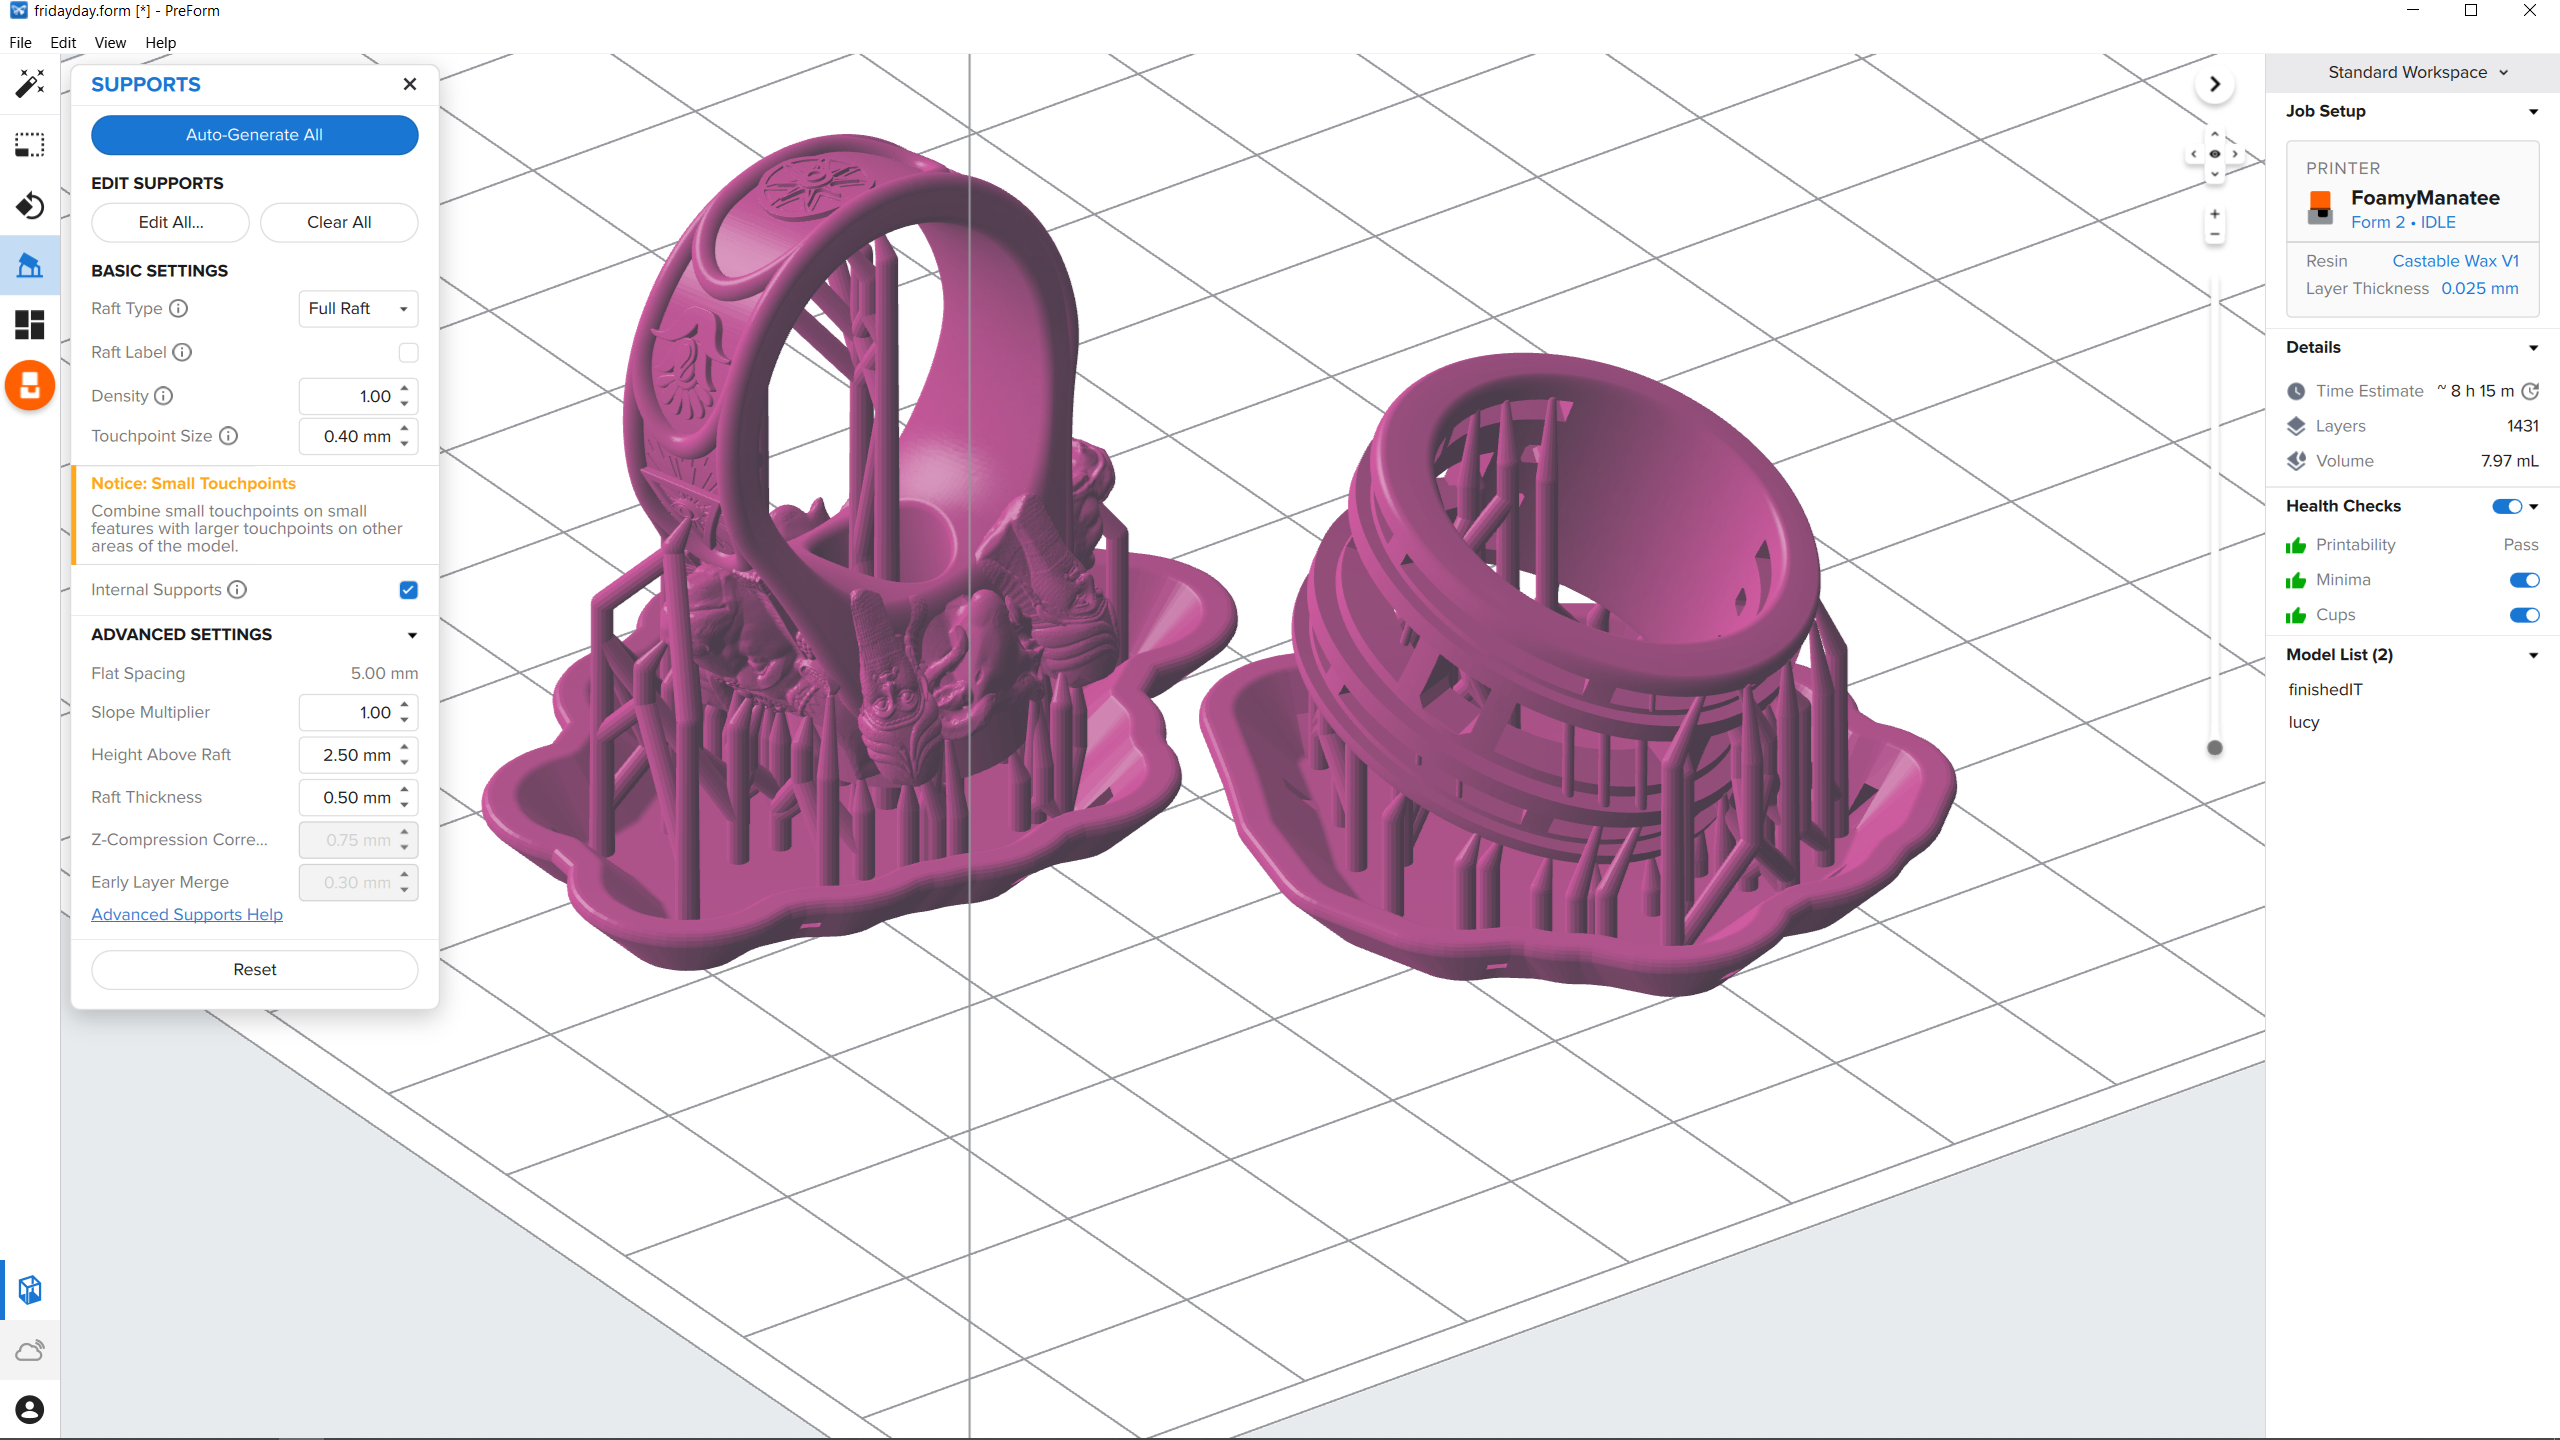 fridayday.form [*] - PreForm
File Edit View Help
SUPPORTS
Auto-Generate All
EDIT SUPPORTS
Edit All... Clear All
BASIC SETTINGS
Raft Type Full Raft
Raft Label
Density 1.00
Touchpoint Size 0.40 mm
Notice: Small Touchpoints
Combine small touchpoints on small
features with larger touchpoints on other
areas of the model.
Internal Supports
ADVANCED SETTINGS
Flat Spacing 5.00 mm
Slope Multiplier 1.00
Height Above Raft 2.50 mm
Raft Thickness 0.50 mm
Z-Compression Corre... 0.75 mm
Early Layer Merge 0.30 mm
Advanced Supports Help
Reset
Standard Workspace
Job Setup
PRINTER
FoamyManatee
Form 2 • IDLE
Resin Castable Wax V1
Layer Thickness 0.025 mm
Details
Time Estimate ~ 8 h 15 m
Layers 1431
Volume 7.97 mL
Health Checks
Printability Pass
Minima
Cups
Model List (2)
finishedIT
lucy